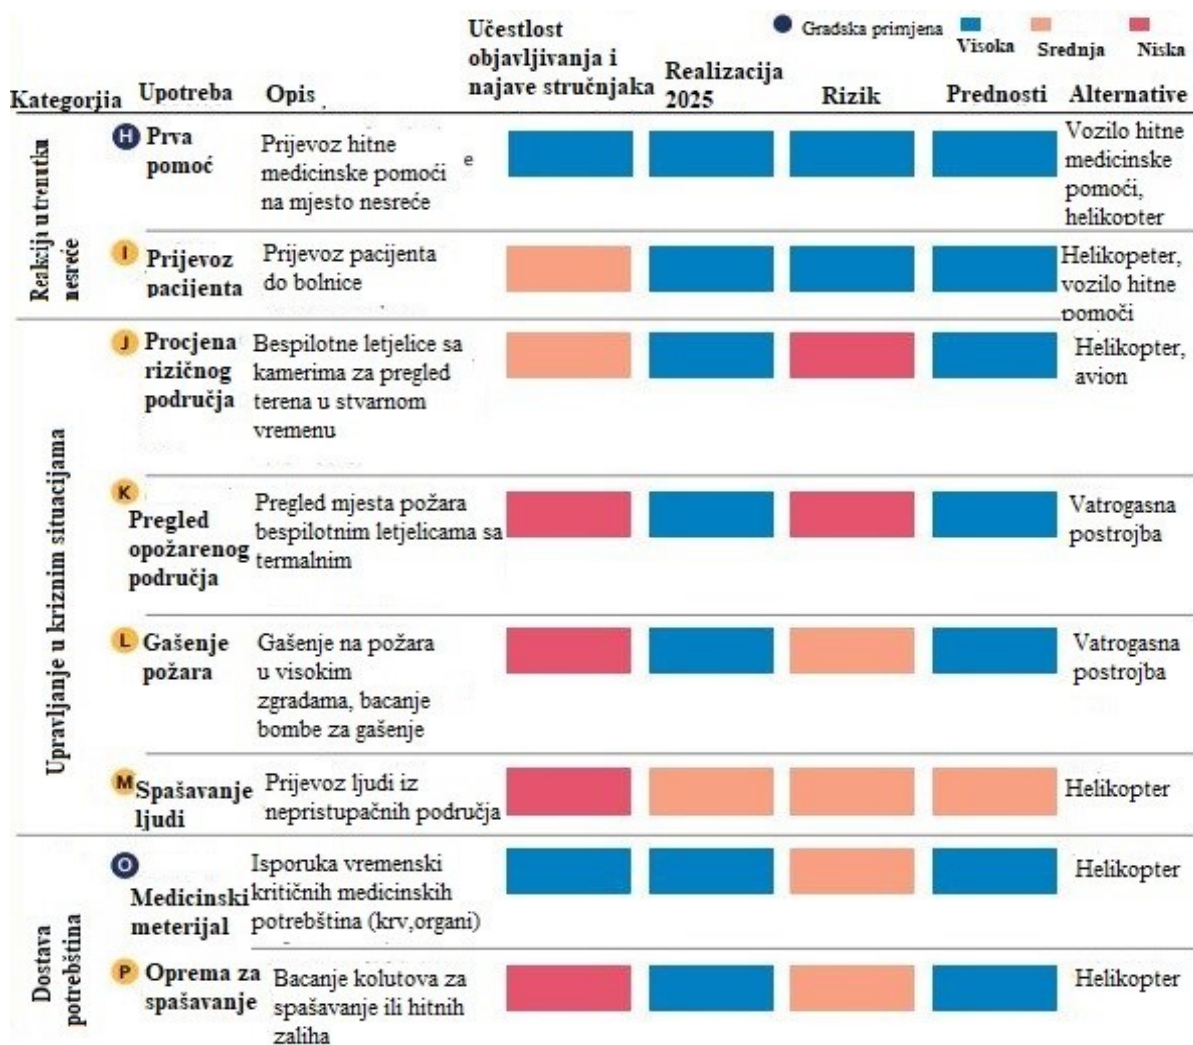 Učestlost
objavljivanja i
najave stručnjaka
Realizacija
2025
Gradska primjena
Visoka
Srednja
Niska
Kategorjia
Upotreba
Opis
Rizik
Prednosti
Alternative
Reakcija u trenutku
nesreće
H
Prva
pomoć
Prijevoz hitne
medicinske pomoći
na mjesto nesreće
e
Vozilo hitne
medicinske
pomoći,
helikopter
I
Prijevoz
pacijenta
Prijevoz pacijenta
do bolnice
Helikopeter,
vozilo hitne
pomoči
Upravljanje u kriznim situacijama
J
Procjena
rizičnog
područja
Bespilotne letjelice sa
kamerima za pregled
terena u stvarnom
vremenu
Helikopter,
avion
K
Pregled
opožarenog
područja
Pregled mjesta požara
bespilotnim letjelicama sa
termalnim
Vatrogasna
postrojba
L
Gašenje
požara
Gašenje na požara
u visokim
zgradama, bacanje
bombe za gašenje
Vatrogasna
postrojba
M
Spašavanje
ljudi
Prijevoz ljudi iz
nepristupačnih područja
Helikopter
Dostava
potrebština
O
Medicinski
meterijal
Isporuka vremenski
kritičnih medicinskih
potrebština (krv,organi)
Helikopter
P
Oprema za
spašavanje
Bacanje kolutova za
spašavanje ili hitnih
zaliha
Helikopter